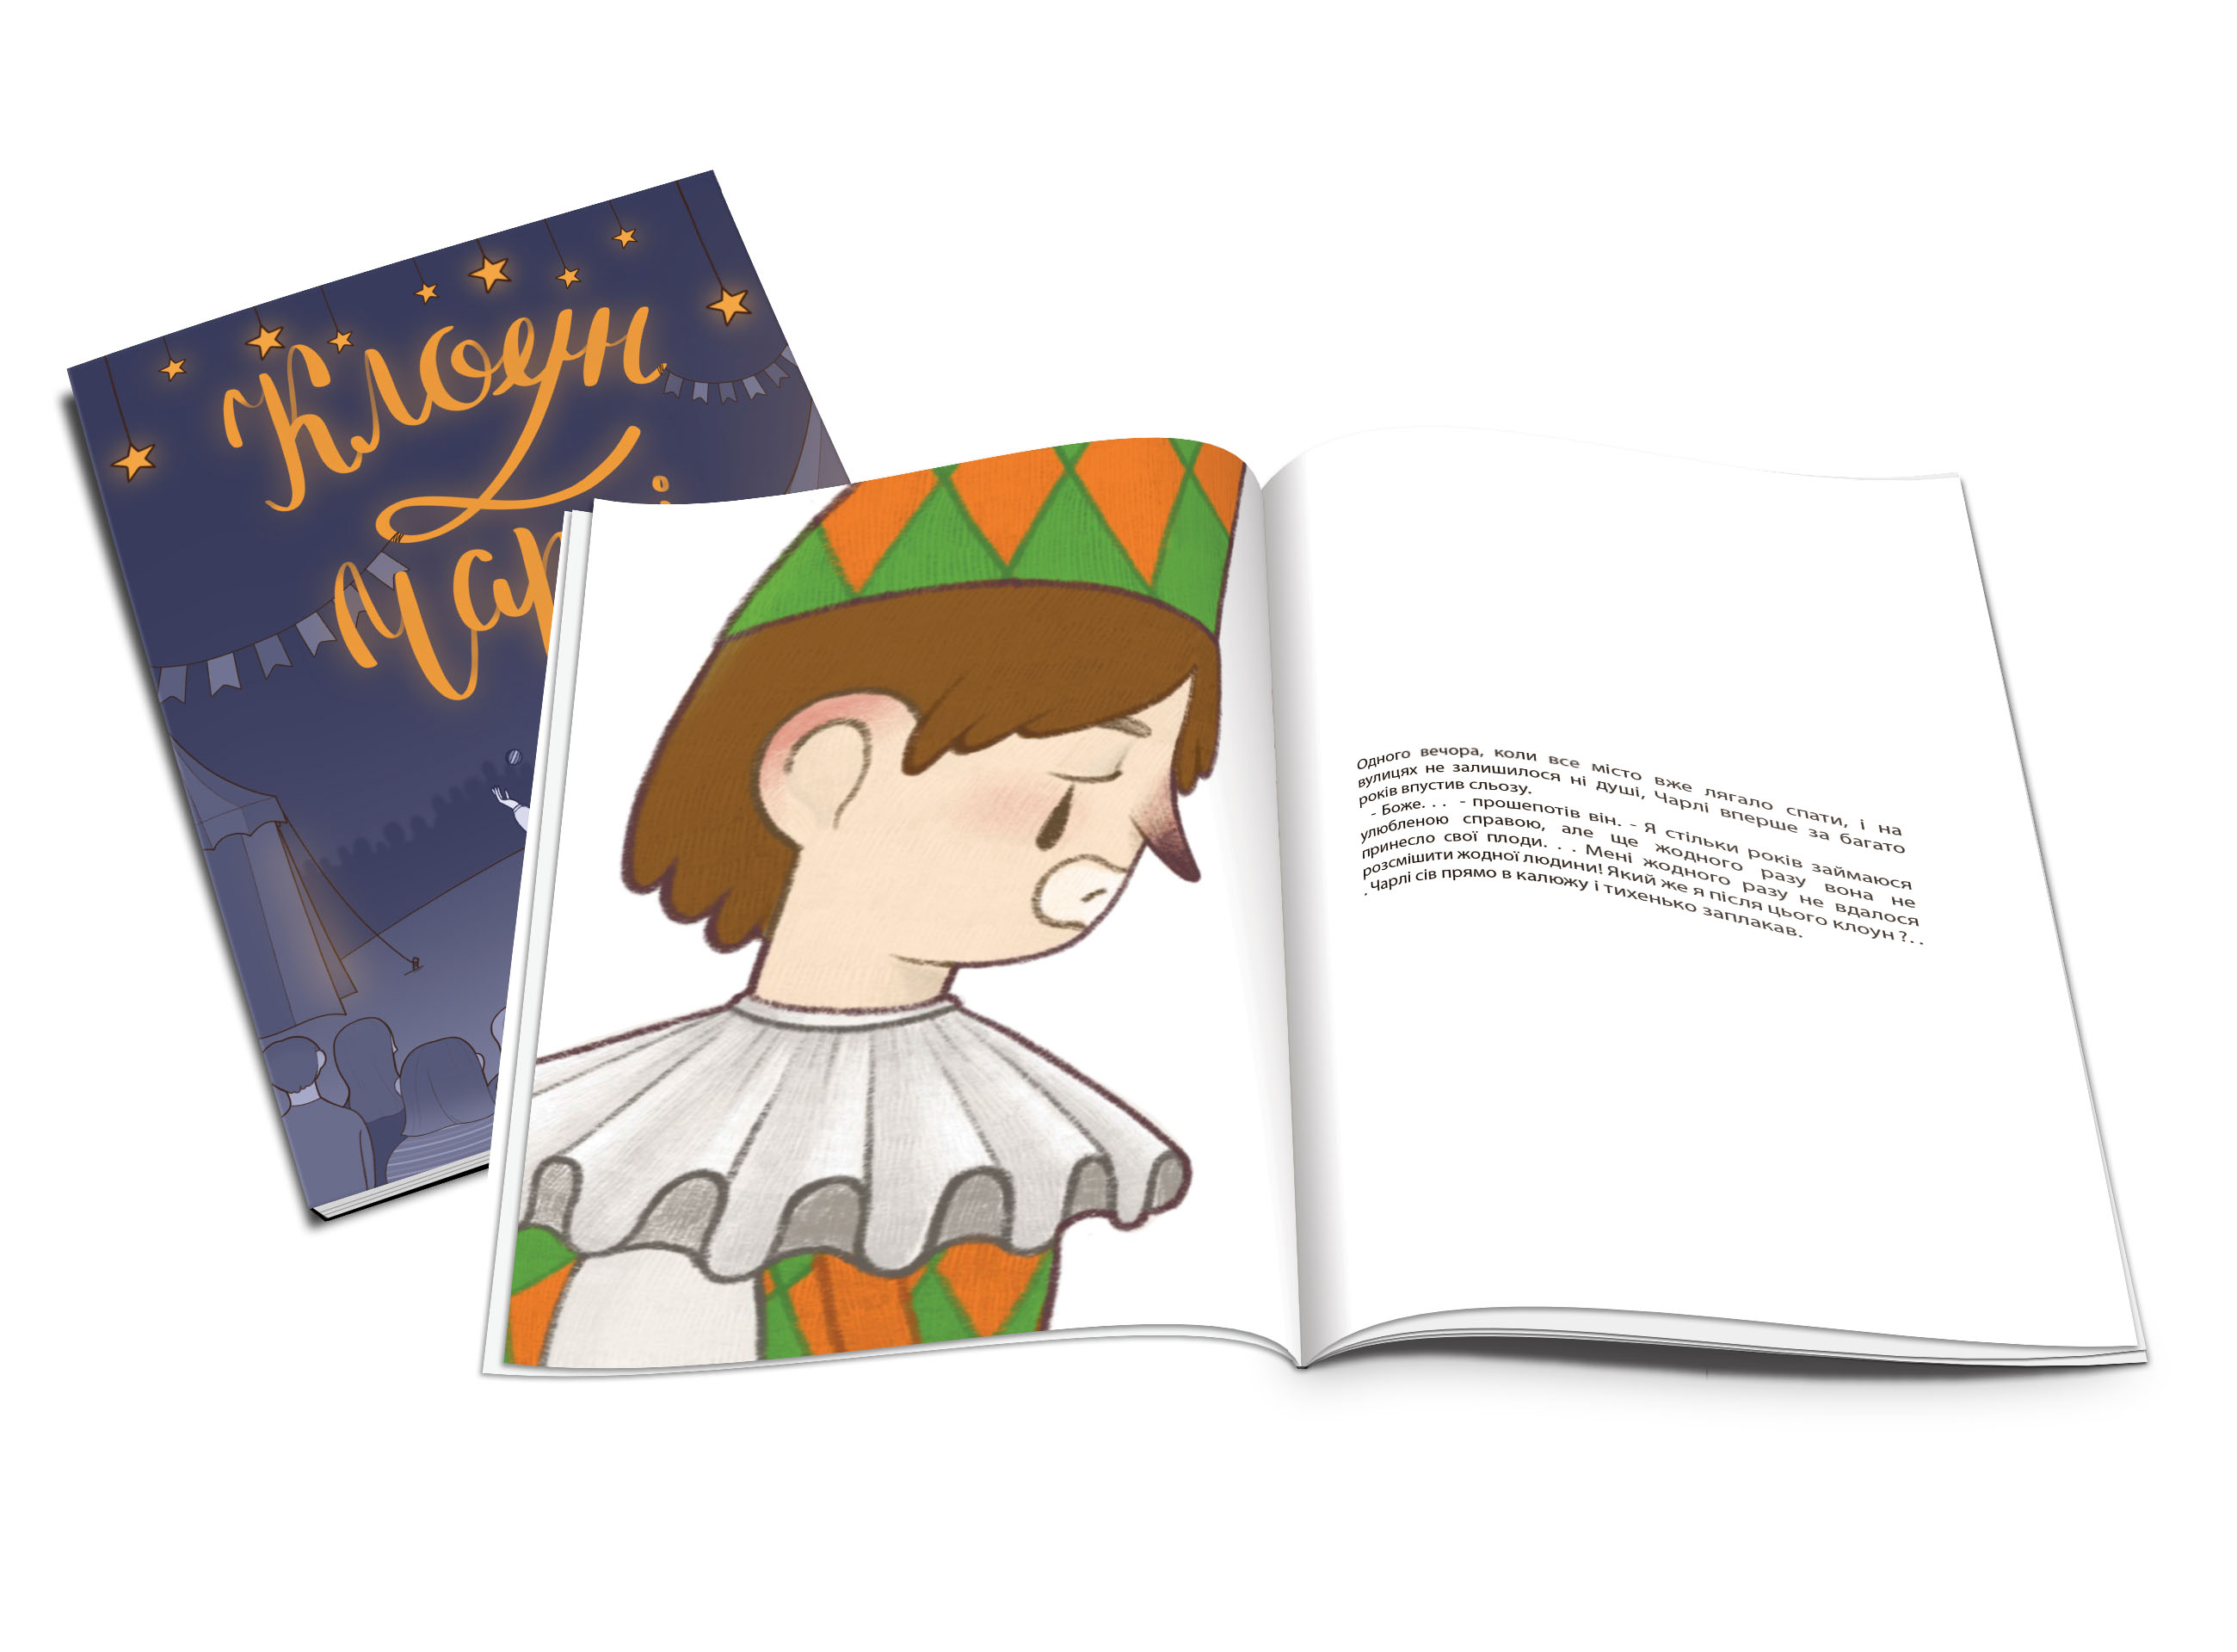 Клоун
Одного вечора, коли все місто вже лягало спати, і на
вулицях не залишилося ні душі, Чарлі вперше за багато
років впустив сльозу.
- Боже. . . - прошепотів він. - Я стільки років займаюся
улюбленою справою, але ще жодного разу вона не
принесло свої плоди. . . Мені жодного разу не вдалося
розсмішити жодної людини! Який же я після цього клоун ?. .
. Чарлі сів прямо в калюжу і тихенько заплакав.